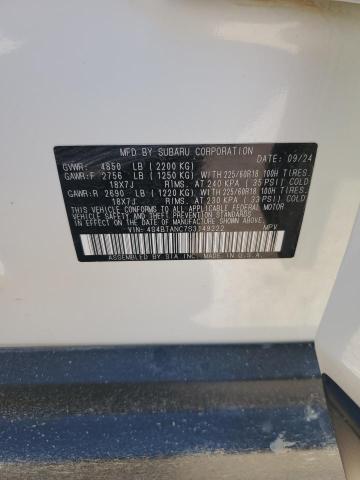 MFD BY SUBARU CORPORATION
DATE: 09/24
GVWR: 4850 LB (2200 KG)
GAWR:F 2756 LB (1250 KG) WITH 225/60R18 100H TIRES
18X7J RIMS, AT 240 KPA ( 35 PSI) COLD
GAWR:R 2690 LB (1220 KG) WITH 225/60R18 100H TIRES
18X7J RIMS, AT 230 KPA ( 33 PSI) COLD
THIS VEHICLE CONFORMS TO ALL APPLICABLE FEDERAL MOTOR
VEHICLE SAFETY, BUMPER, AND THEFT
PREVENTION STANDARDS IN EFFECT ON THE DATE OF
MANUFACTURE SHOWN ABOVE.
VIN: 4S4BTANC7S3149222 MPV
ASSEMBLED BY SIA INC. IN U.S.A.